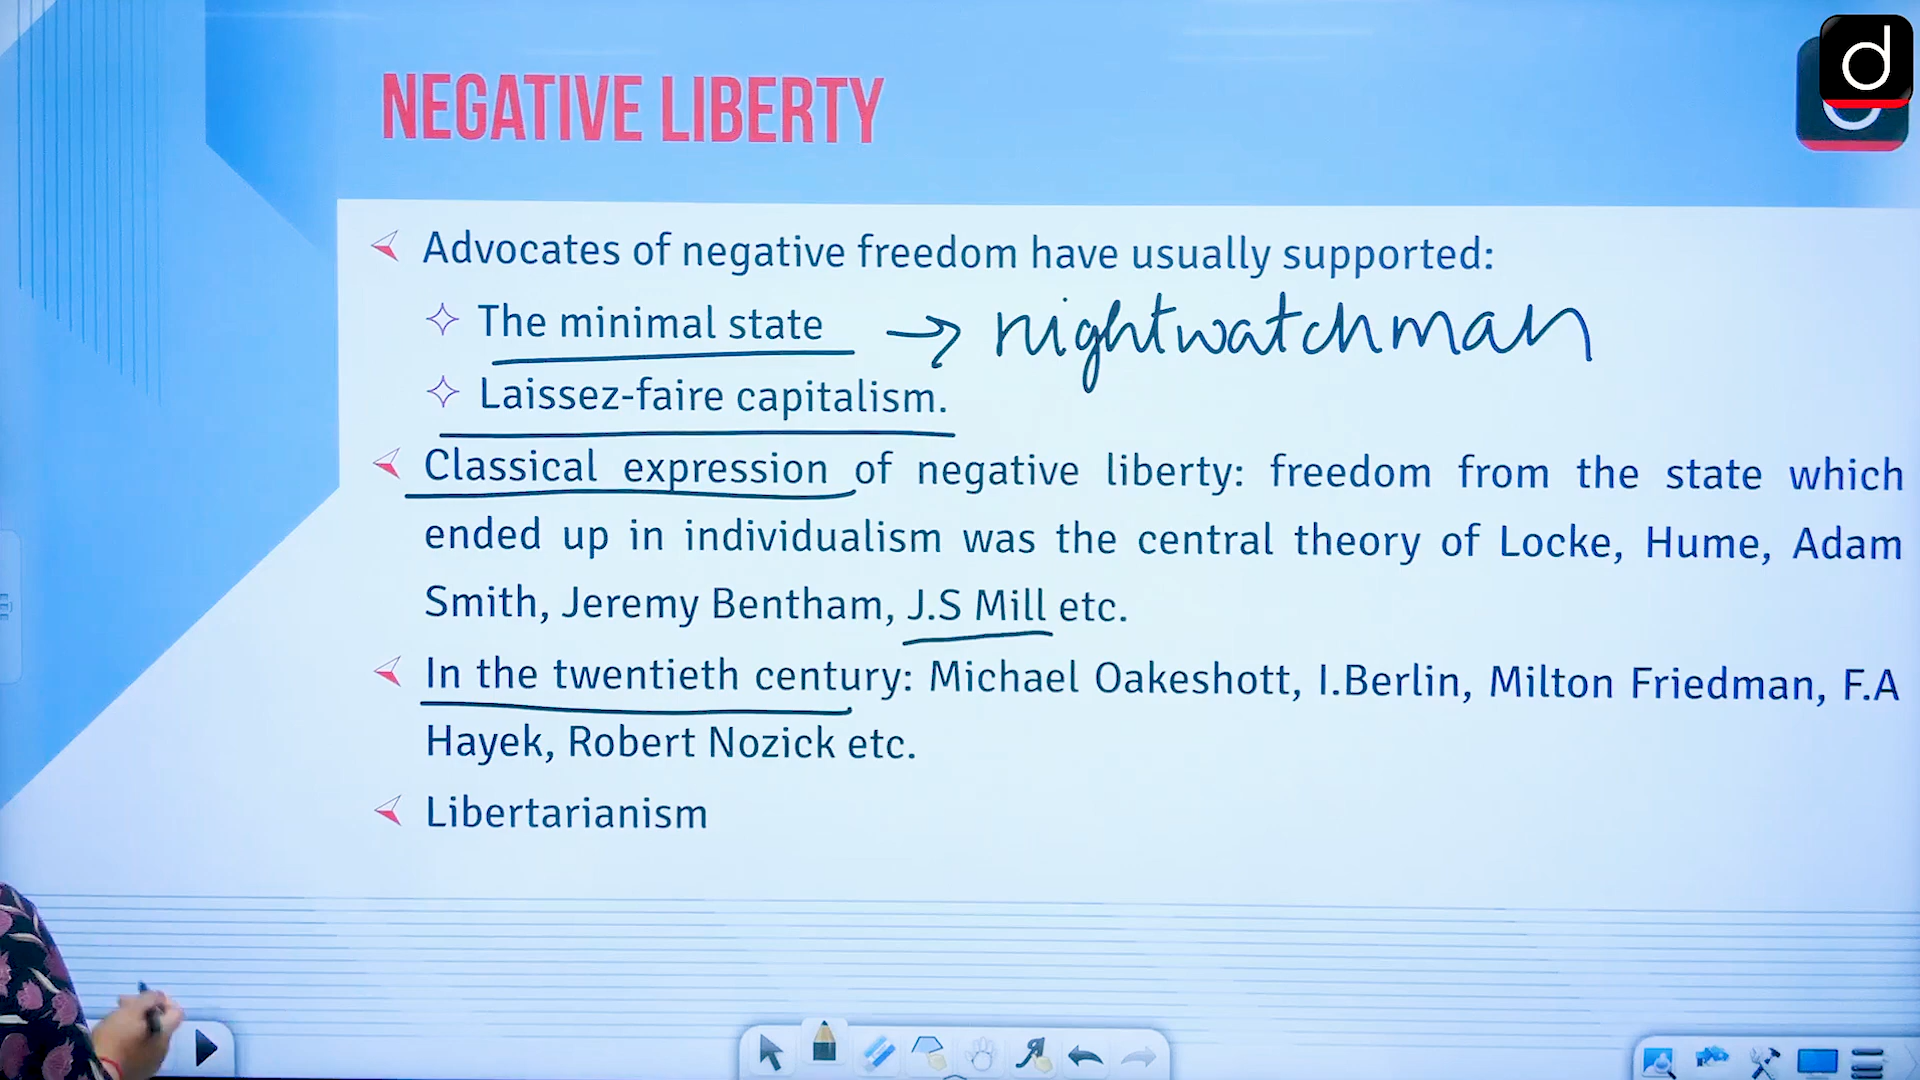 NEGATIVE LIBERTY
Advocates of negative freedom have usually supported:
The minimal state → nightwatchman
Laissez-faire capitalism.
Classical expression of negative liberty: freedom from the state which
ended up in individualism was the central theory of Locke, Hume, Adam
Smith, Jeremy Bentham, J.S Mill etc.
In the twentieth century: Michael Oakeshott, I.Berlin, Milton Friedman, F.A
Hayek, Robert Nozick etc.
Libertarianism
d